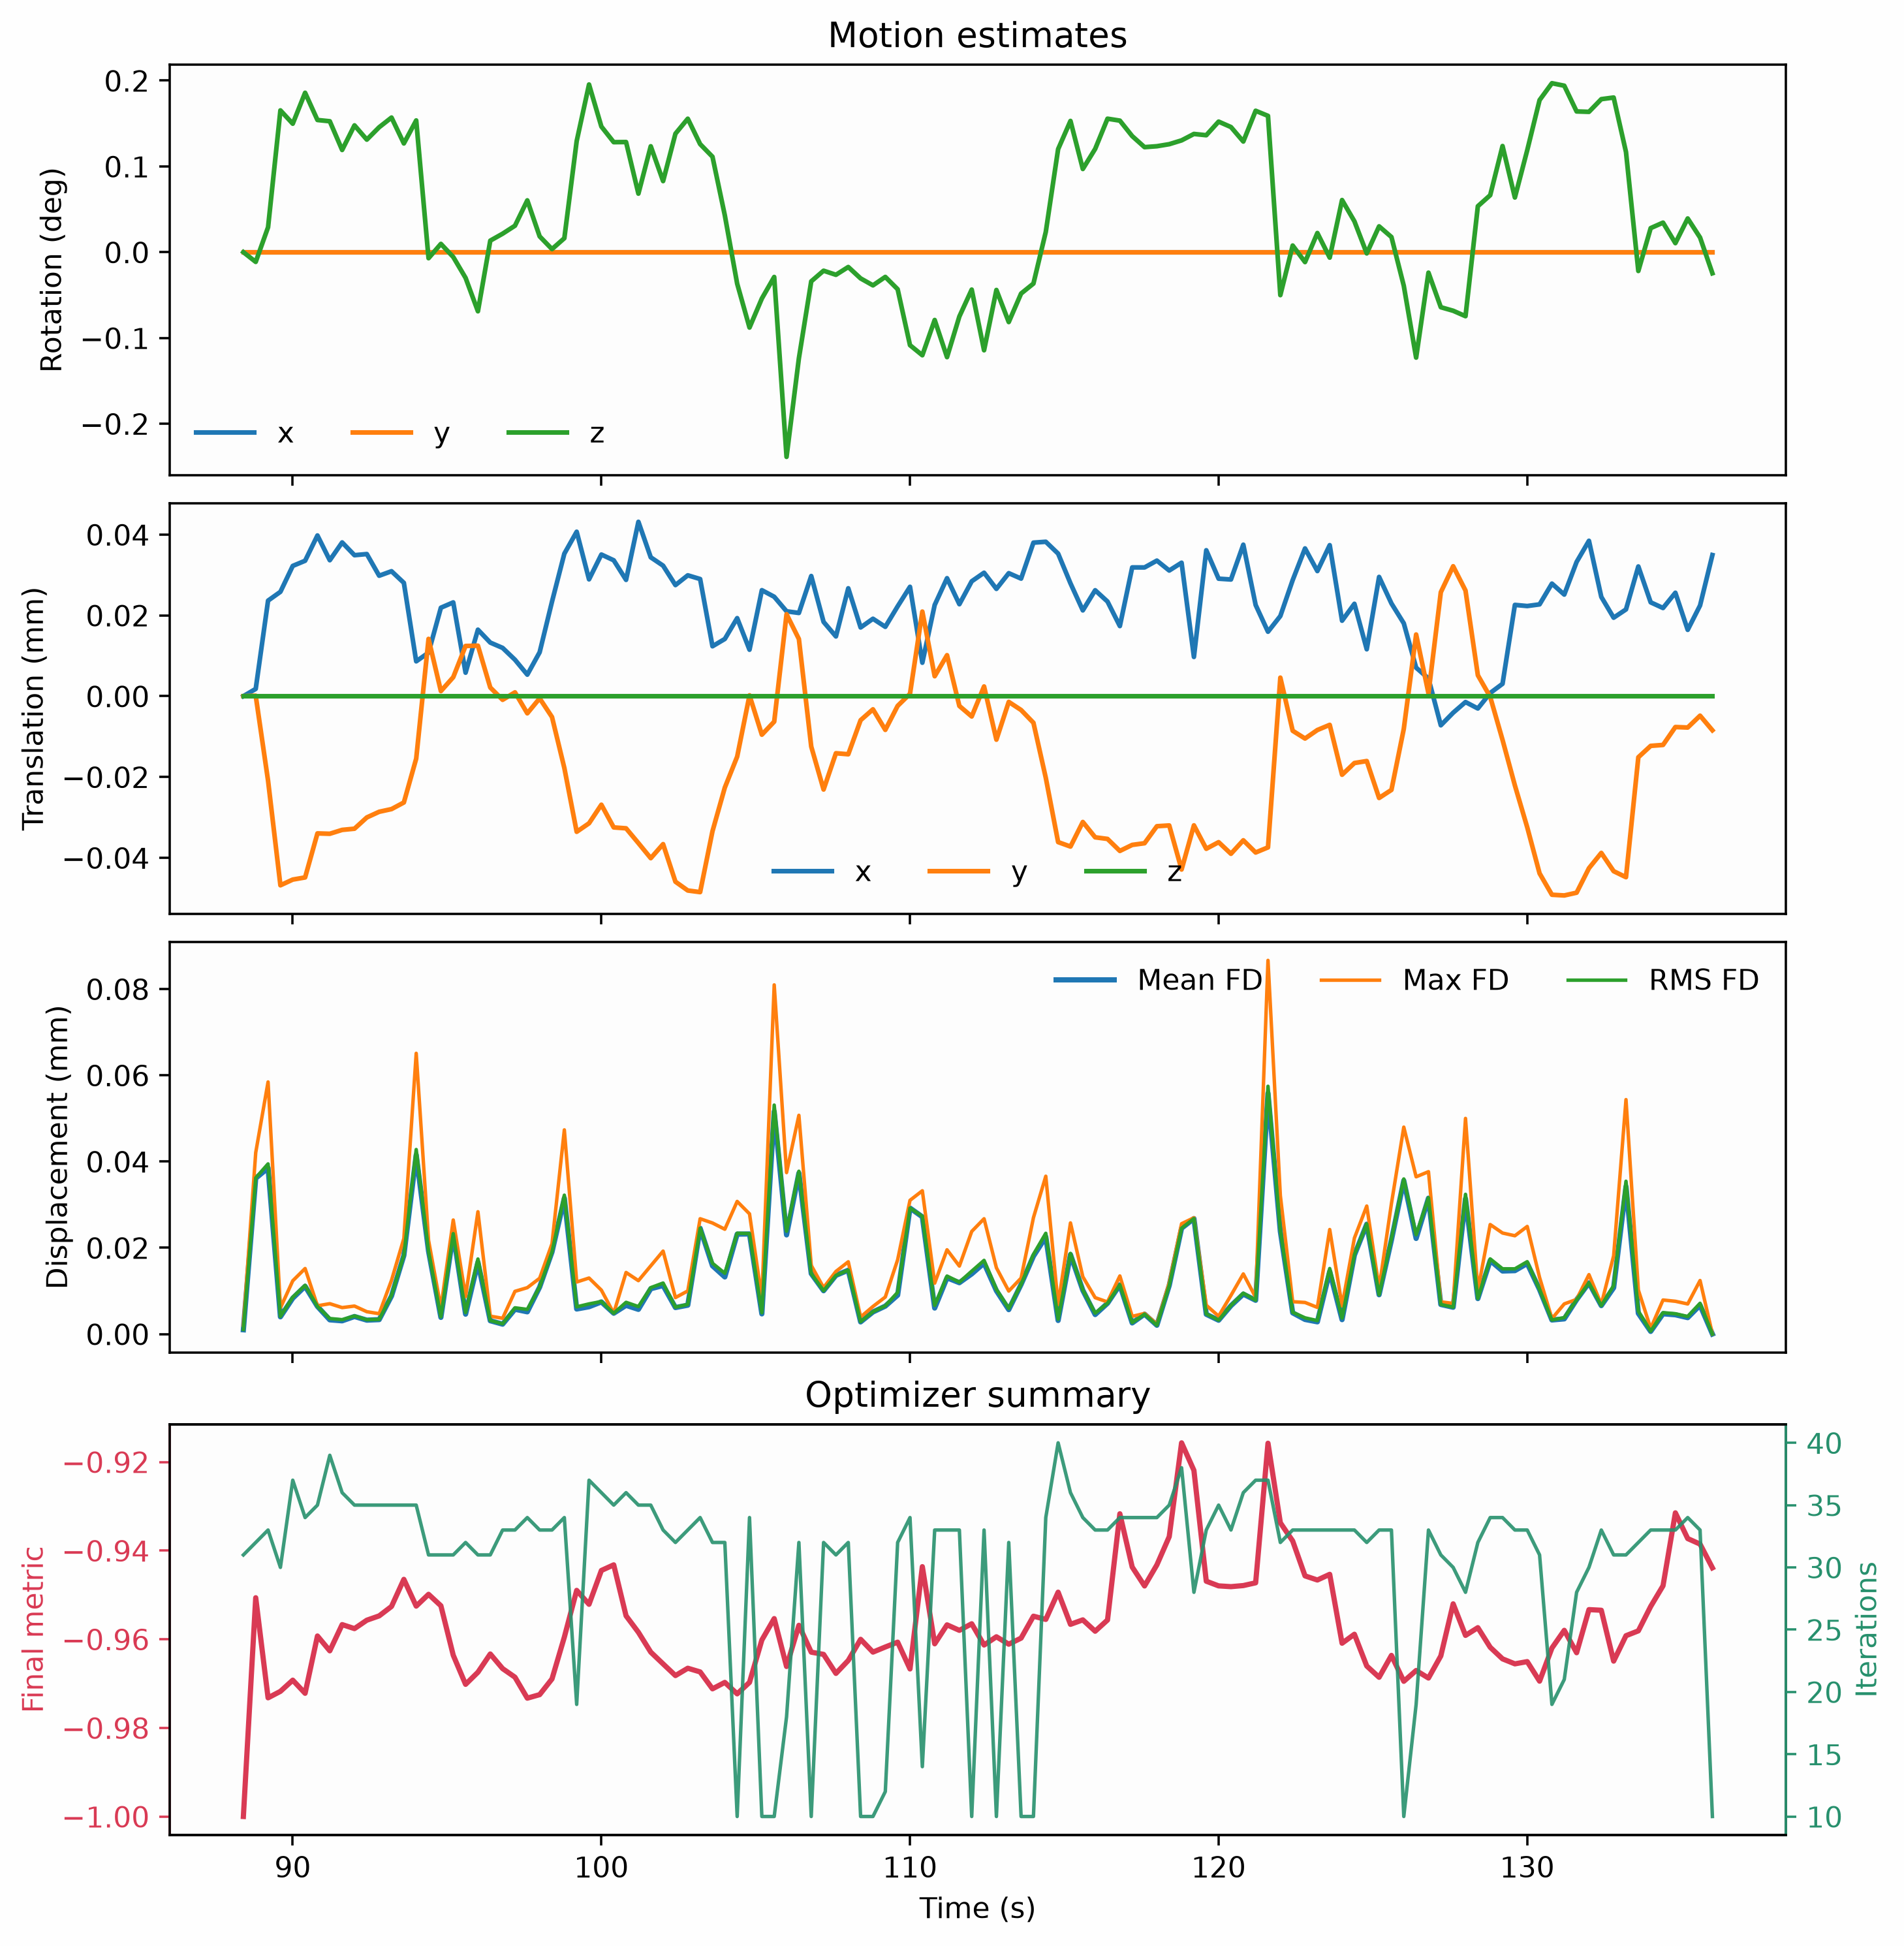 Motion estimates
Rotation (deg)
0.2
0.1
0.0
−0.1
−0.2
x y z
Translation (mm)
0.04
0.02
0.00
−0.02
−0.04
x y z
Displacement (mm)
0.08
0.06
0.04
0.02
0.00
Mean FD Max FD RMS FD
Optimizer summary
Final metric
−0.92
−0.94
−0.96
−0.98
−1.00
40
35
30
25
20
15
10
Iterations
90 100 110 120 130
Time (s)